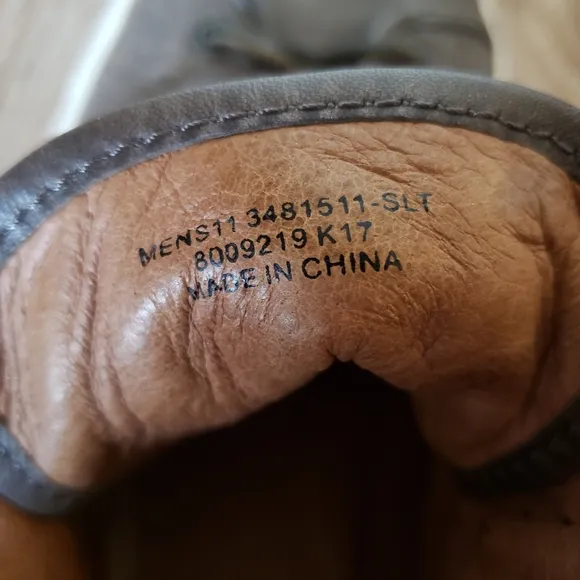 MENS11 3481511-SLT
8009219 K17
MADE IN CHINA